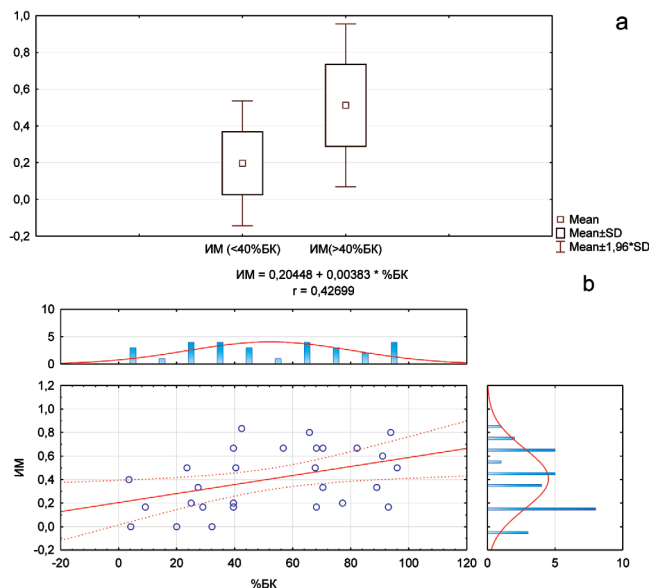 a
1,0
0,8
0,6
0,4
0,2
0,0
-0,2
ИМ (<40%БК) ИМ(>40%БК)
Mean
Mean±SD
Mean±1,96*SD
b
ИМ = 0,20448 + 0,00383 * %БК
r = 0,42699
10
5
0
1,2
1,0
0,8
0,6
0,4
0,2
0,0
-0,2
ИМ
-20 0 20 40 60 80 100 120
%БК
0 5 10